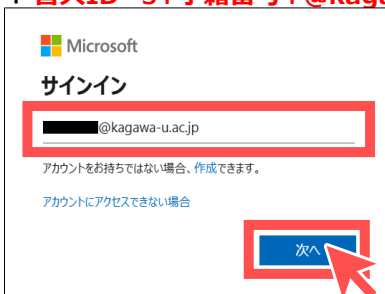 Microsoft
サインイン
@kagawa-u.ac.jp
アカウントをお持ちではない場合、作成できます。
アカウントにアクセスできない場合
次へ